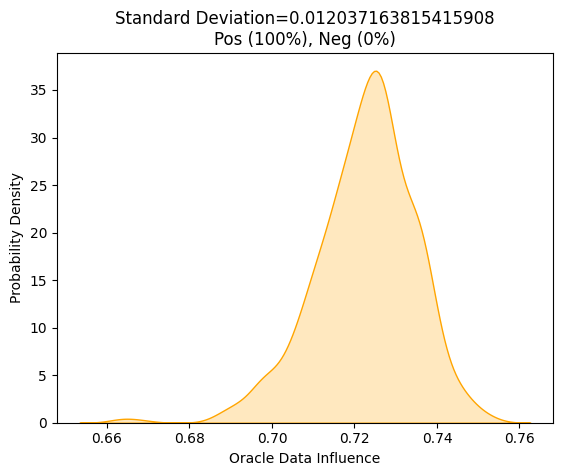 Standard Deviation=0.012037163815415908
Pos (100%), Neg (0%)
35
30
25
20
15
10
5
0
Probability Density
0.66 0.68 0.70 0.72 0.74 0.76
Oracle Data Influence